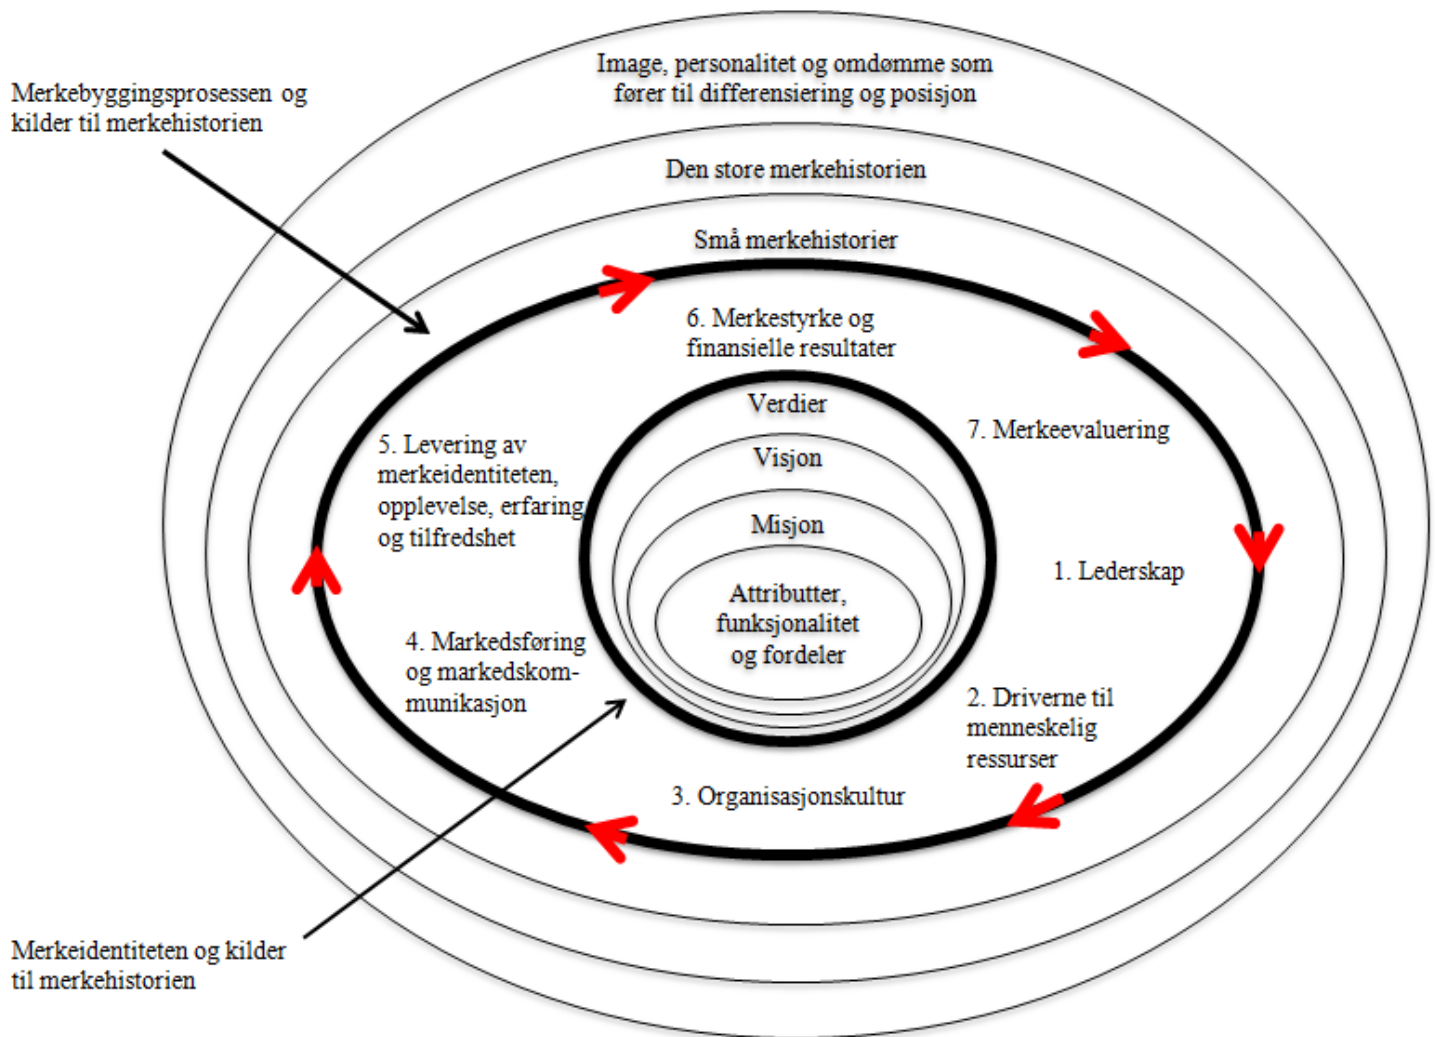 Image, personalitet og omdømme som
fører til differensiering og posisjon
Merkebyggingsprosessen og
kilder til merkehistorien
Den store merkehistorien
Små merkehistorier
6. Merkestyrke og
finansielle resultater
Verdier
7. Merkeevaluering
5. Levering av
merkeidentiteten,
opplevelse, erfaring
og tilfredshet
Visjon
Misjon
1. Lederskap
Attributter,
funksjonalitet
og fordeler
4. Markedsføring
og markedskom-
munikasjon
2. Driverne til
menneskelig
ressurser
3. Organisasjonskultur
Merkeidentiteten og kilder
til merkehistorien